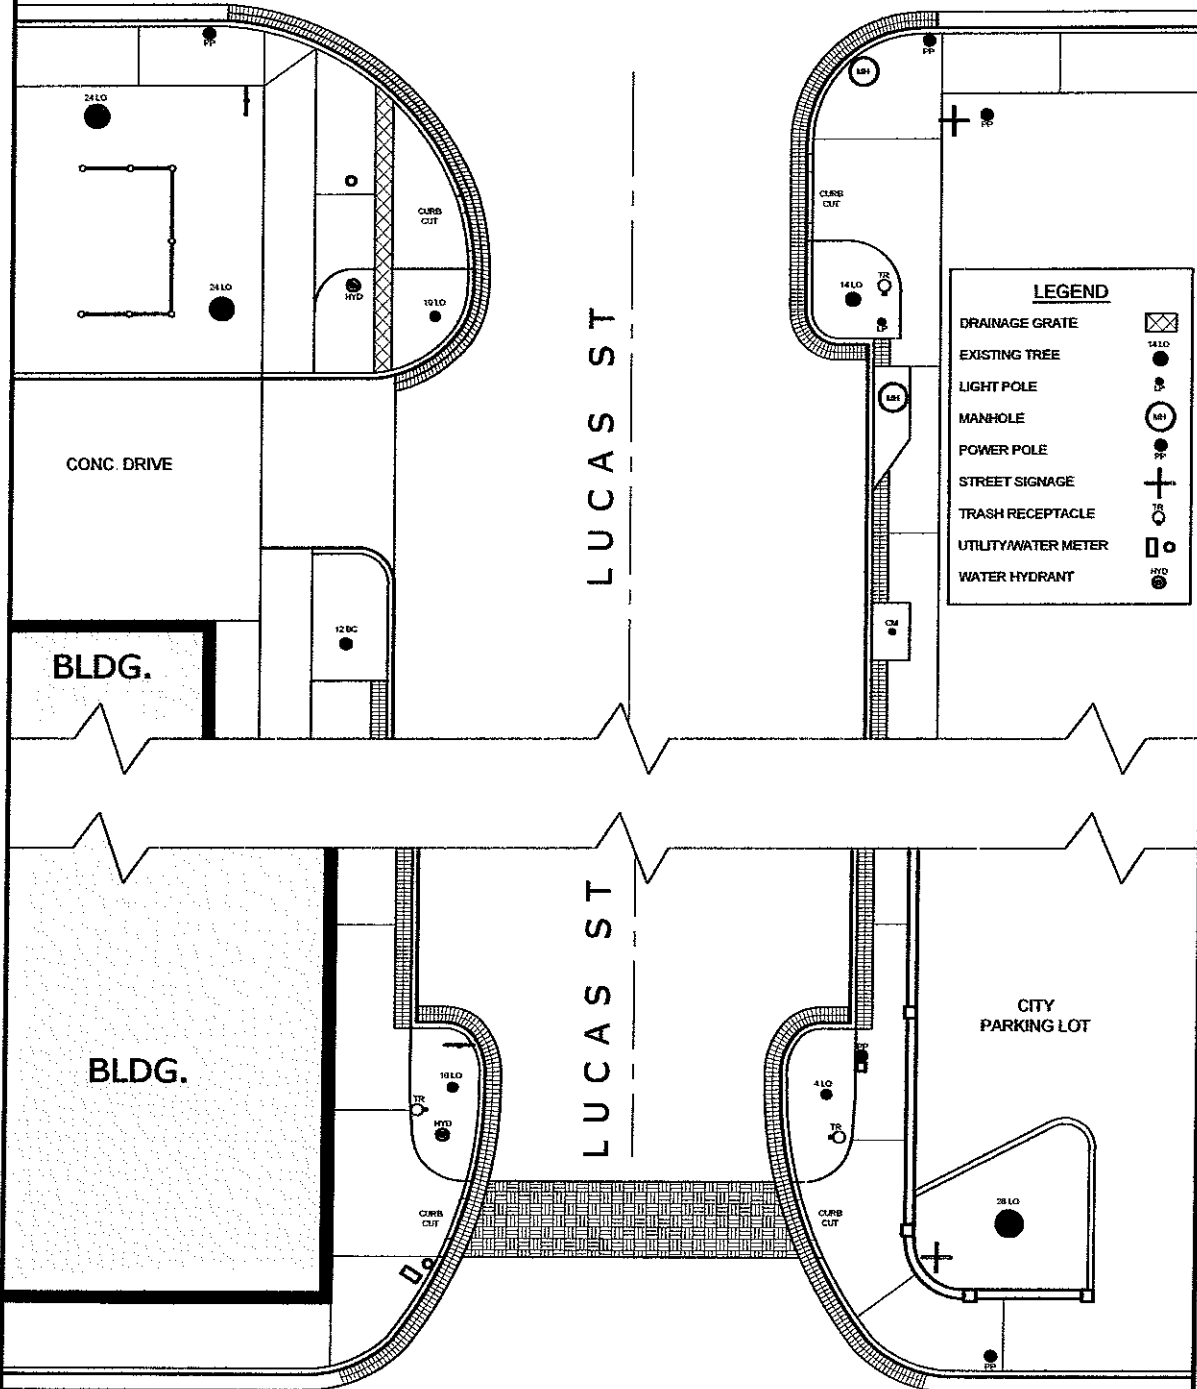 PP
PP
MH
24 LO
PP
CURB
CUT
CURB
CUT
24 LO
HYD
10 LO
14 LO
TR
LP
LEGEND
DRAINAGE GRATE
EXISTING TREE
14 LO
LIGHT POLE
LP
MANHOLE
MH
POWER POLE
PP
STREET SIGNAGE
TRASH RECEPTACLE
TR
UTILITY/WATER METER
WATER HYDRANT
HYD
LUCAS ST
MH
CONC. DRIVE
12 BC
CM
BLDG.
LUCAS ST
CITY
PARKING LOT
BLDG.
10 LO
TR
HYD
PP
4 LO
TR
CURB
CUT
CURB
CUT
28 LO
PP